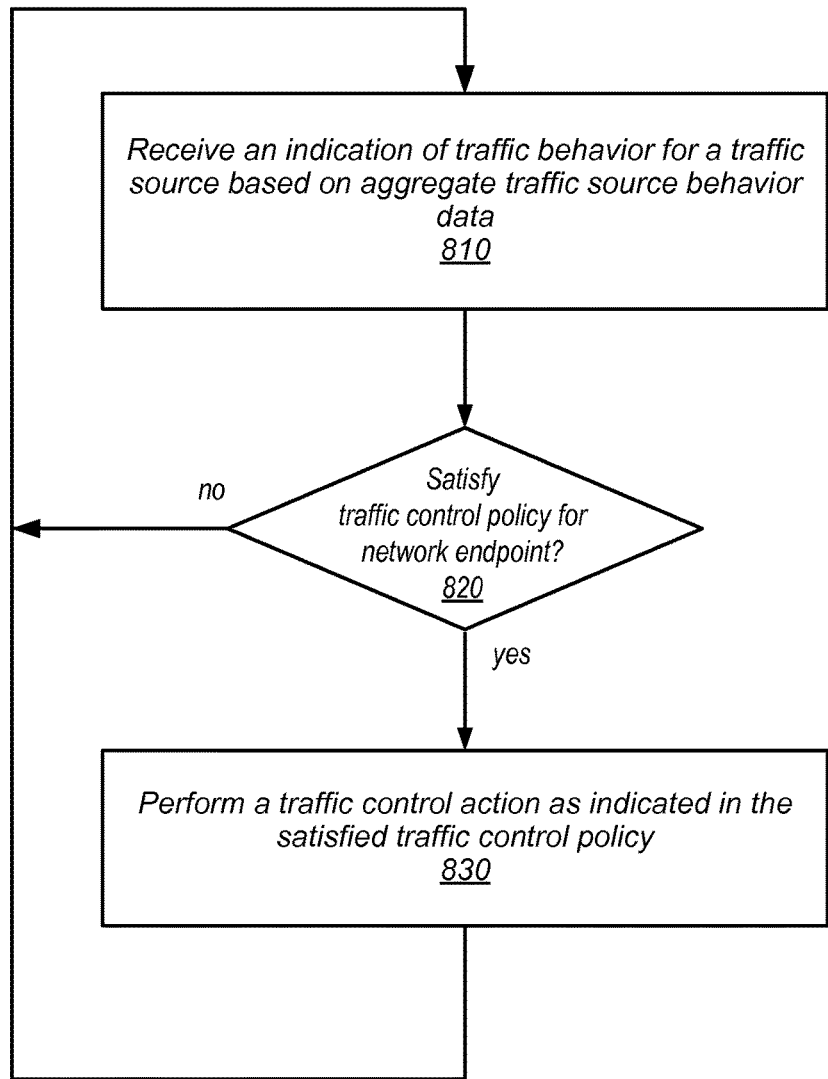 Receive an indication of traffic behavior for a traffic
source based on aggregate traffic source behavior
data
810
no
Satisfy
traffic control policy for
network endpoint?
820
yes
Perform a traffic control action as indicated in the
satisfied traffic control policy
830